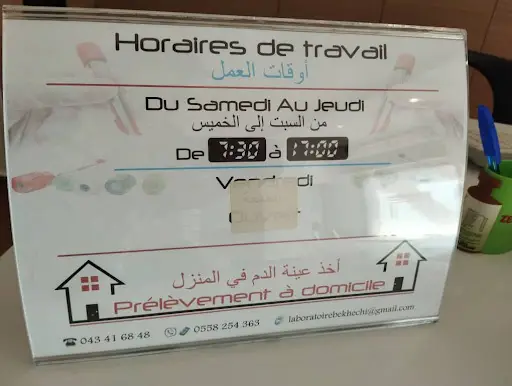 Horaires de travail
أوقات العمل
Du Samedi Au Jeudi
من السبت إلى الخميس
De 7:30 à 17:00
Vendredi
أخذ عينة الدم في المنزل
Prélèvement à domicile
043 41 68 48 0558 254 363 laboratoirebekhechi@gmail.com